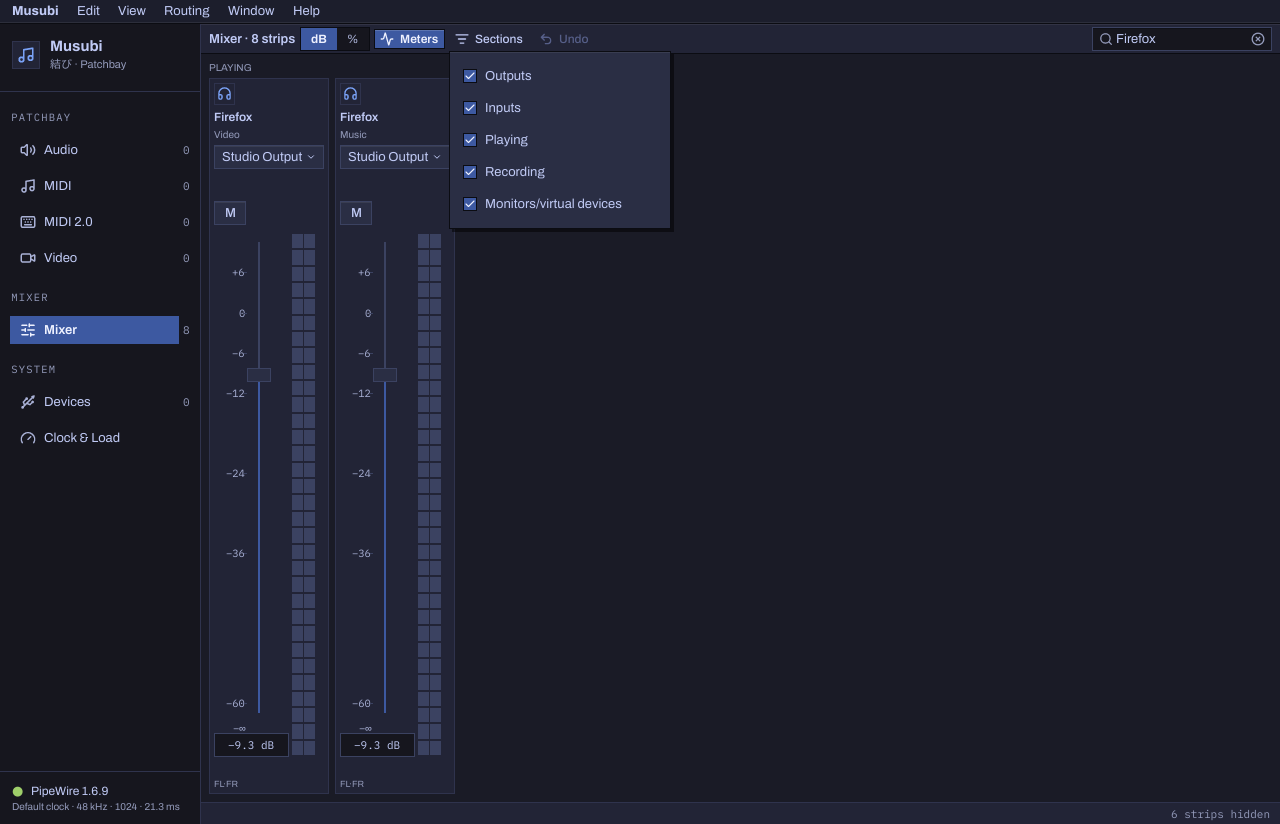 Musubi Edit View Routing Window Help
Musubi
結び · Patchbay
PATCHBAY
Audio 0
MIDI 0
MIDI 2.0 0
Video 0
MIXER
Mixer 8
SYSTEM
Devices 0
Clock & Load
PipeWire 1.6.9
Default clock · 48 kHz · 1024 · 21.3 ms
Mixer · 8 strips dB % Meters Sections Undo Firefox
Outputs
Inputs
Playing
Recording
Monitors/virtual devices
PLAYING
Firefox
Video
Studio Output
M
+6
0
−6
−12
−24
−36
−60
−∞
−9.3 dB
FL·FR
Firefox
Music
Studio Output
M
+6
0
−6
−12
−24
−36
−60
−∞
−9.3 dB
FL·FR
6 strips hidden